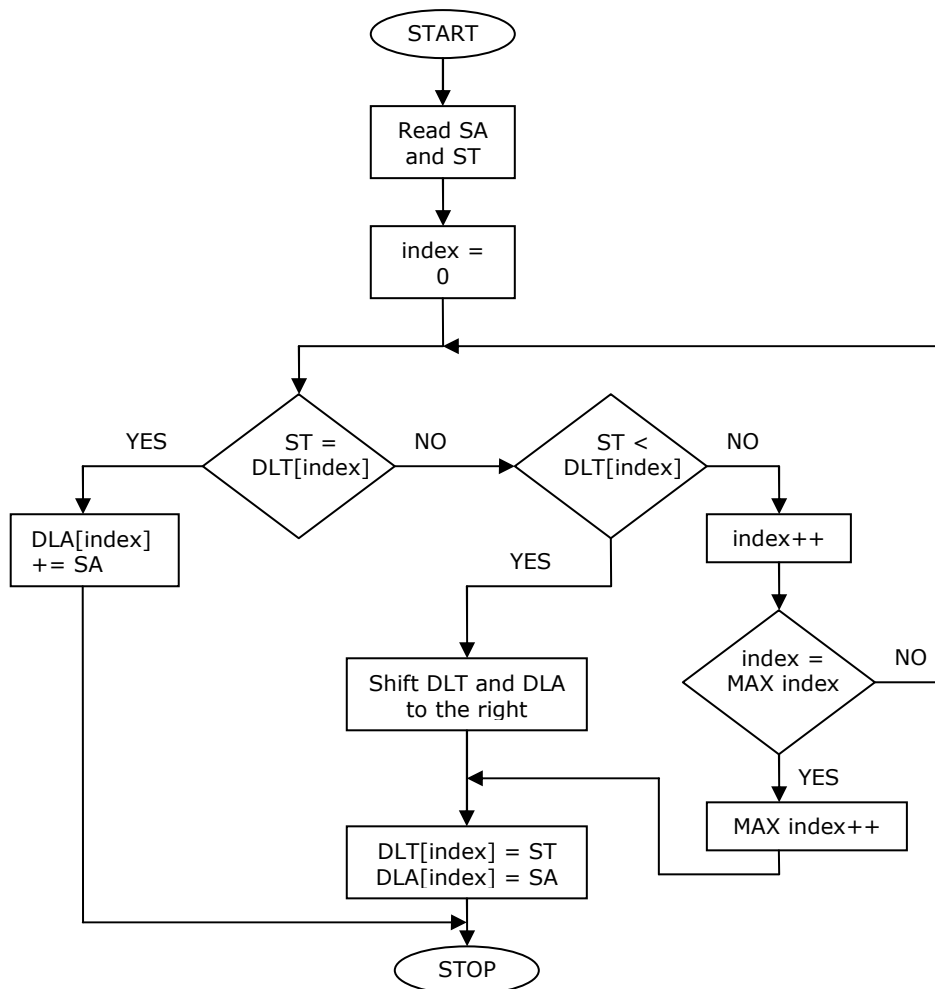 START
Read SA
and ST
index =
0
YES
ST =
DLT[index]
NO
ST <
DLT[index]
NO
DLA[index]
+= SA
index++
YES
index =
MAX index
NO
Shift DLT and DLA
to the right
YES
MAX index++
DLT[index] = ST
DLA[index] = SA
STOP